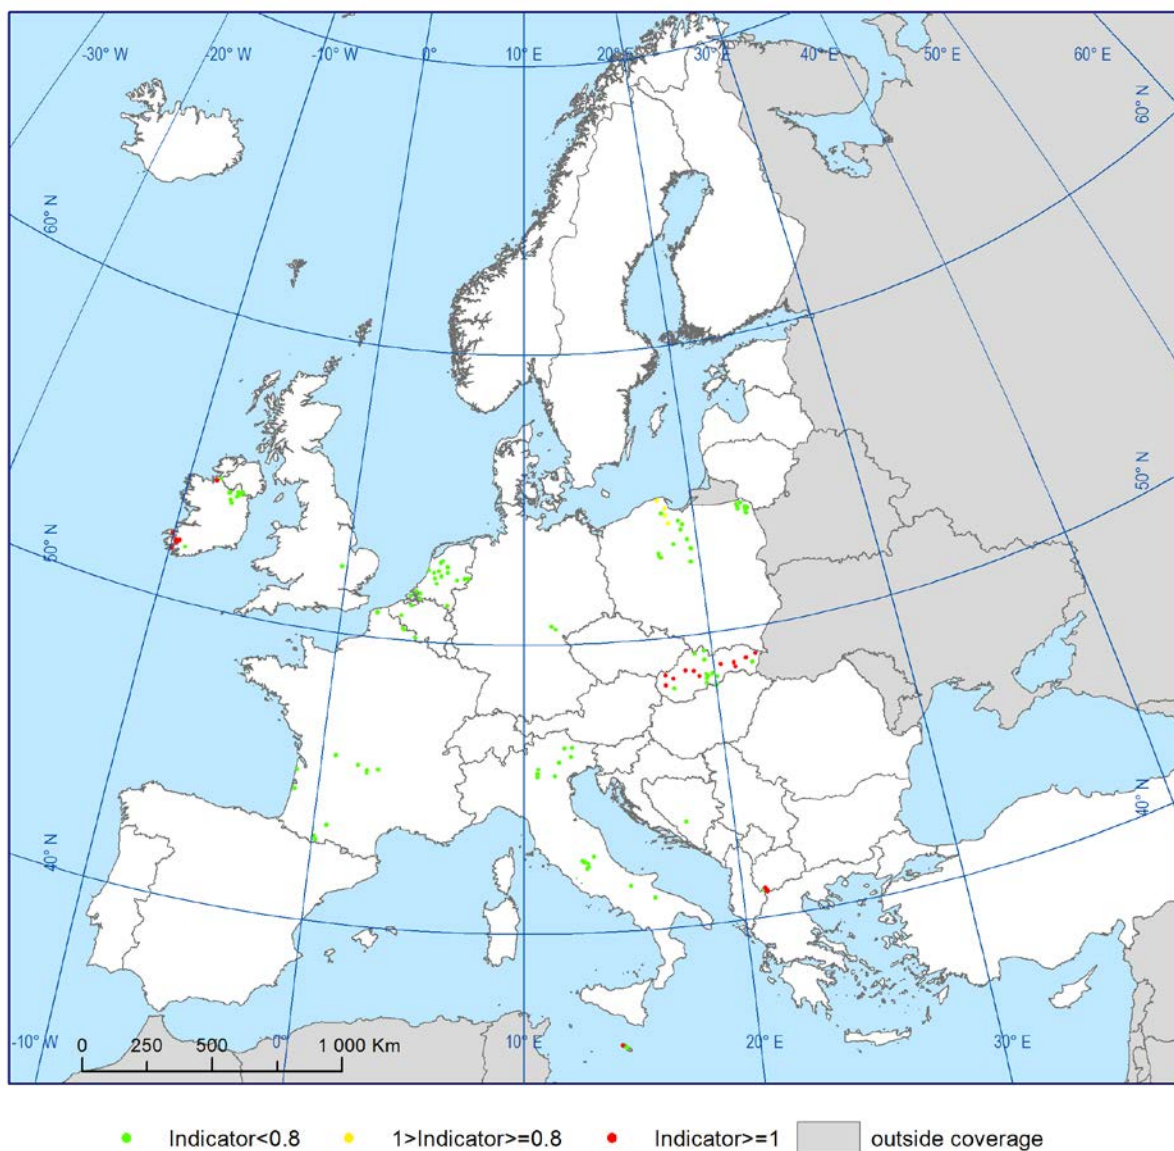 -30° W -20° W -10° W 0° 10° E 20° E 30° E 40° E 50° E 60° E
60° N
60° N
50° N
50° N
40° N
40° N
-10° W 0° 10° E 20° E 30° E
0 250 500 1 000 Km
Indicator<0.8 1>Indicator>=0.8 Indicator>=1 outside coverage